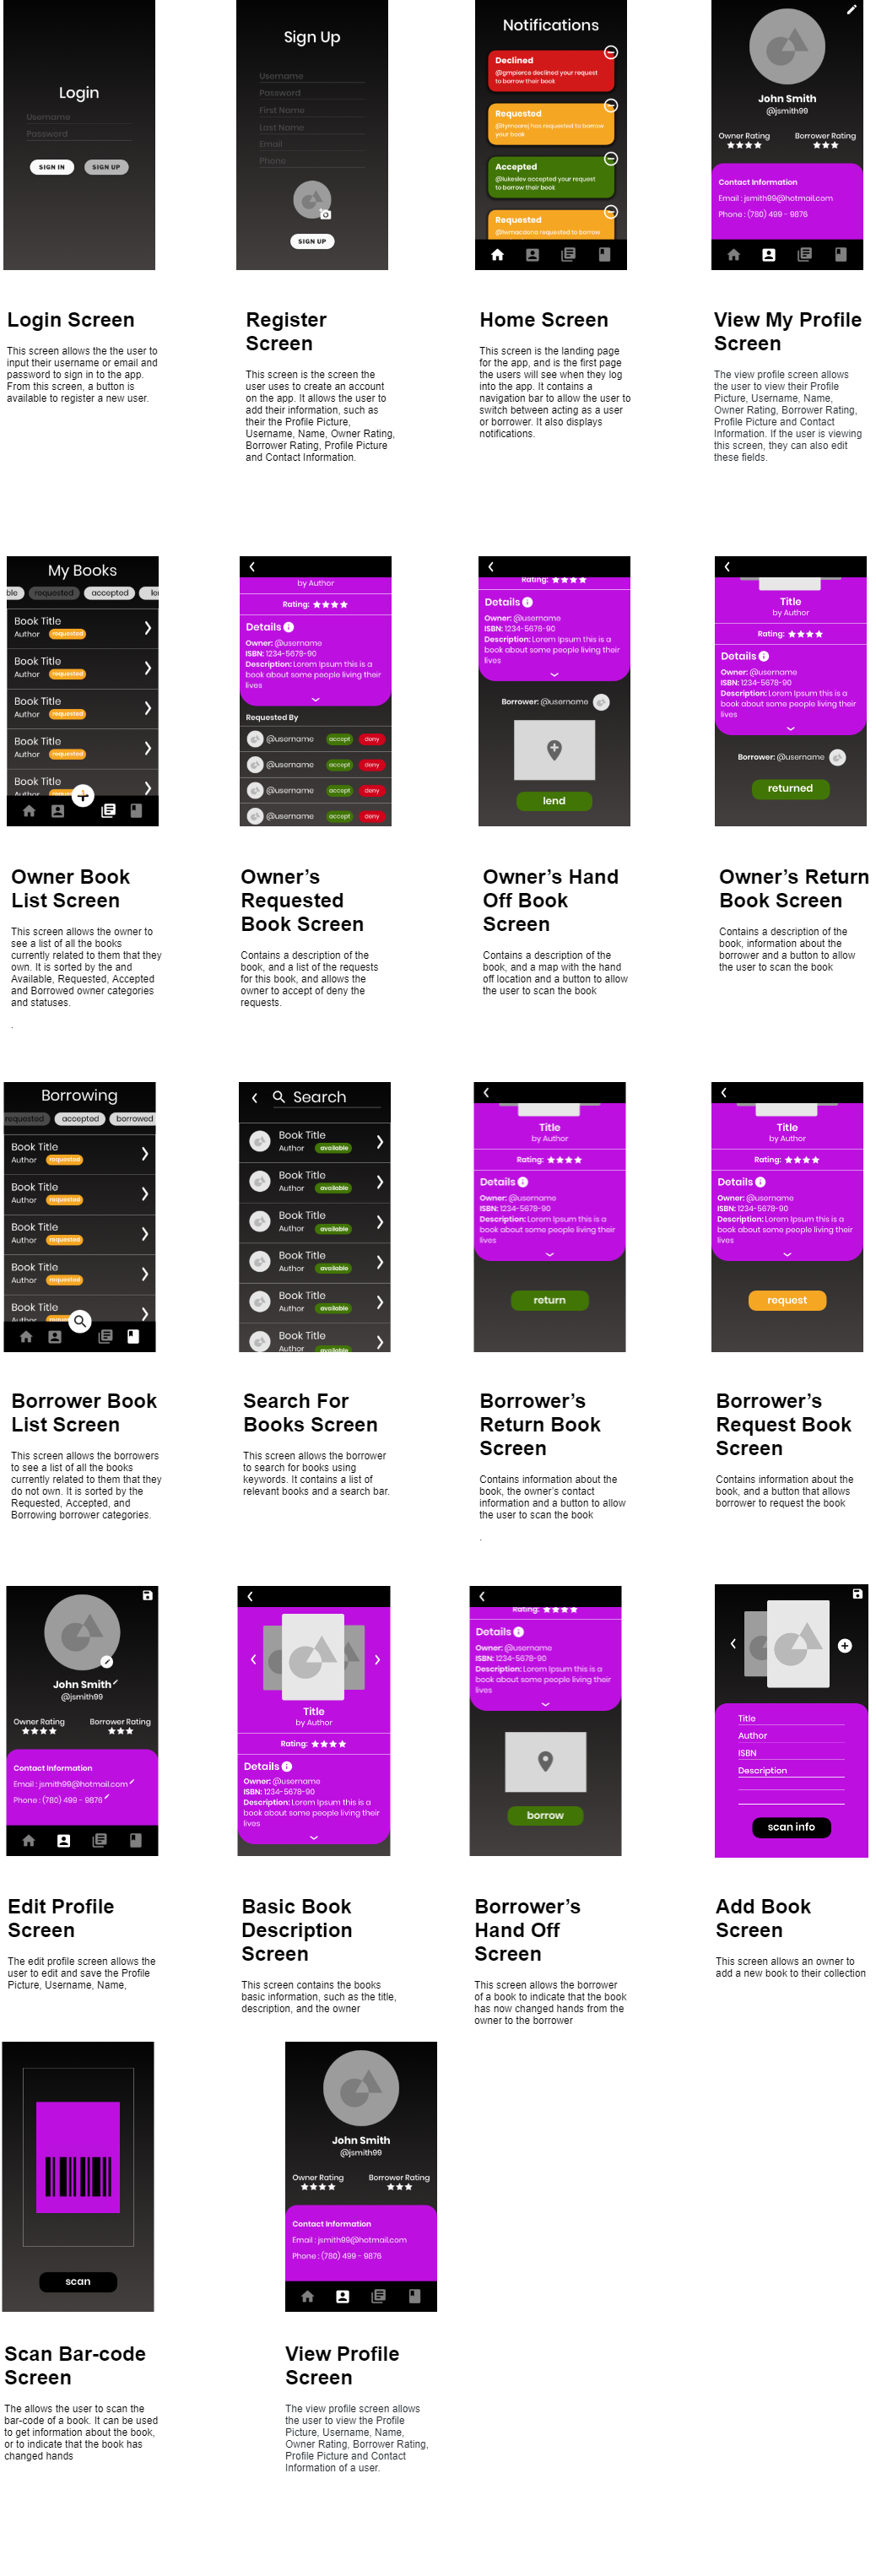 Login
Username
Password
SIGN IN
SIGN UP
Sign Up
Username
Password
First Name
Last Name
Email
Phone
SIGN UP
Notifications
Declined
@gmpierce declined your request
to borrow their book
Requested
@tymoorej has requested to borrow
your book
Accepted
@lukeslev accepted your request
to borrow their book
Requested
@fernacdona requested to borrow
John Smith
@jsmith99
Owner Rating
Borrower Rating
Contact Information
Email : jsmith99@hotmail.com
Phone : (780) 499 - 9876
Login Screen
This screen allows the the user to
input their username or email and
password to sign in to the app.
From this screen, a button is
available to register a new user.
Register
Screen
This screen is the screen the
user uses to create an account
on the app. It allows the user to
add their information, such as
their the Profile Picture,
Username, Name, Owner Rating,
Borrower Rating, Profile Picture
and Contact Information.
Home Screen
This screen is the landing page
for the app, and is the first page
the users will see when they log
into the app. It contains a
navigation bar to allow the user to
switch between acting as a user
or borrower. It also displays
notifications.
View My Profile
Screen
The view profile screen allows
the user to view their Profile
Picture, Username, Name,
Owner Rating, Borrower Rating,
Profile Picture and Contact
Information. If the user is viewing
this screen, they can also edit
these fields.
My Books
ble
requested
accepted
Book Title
Author requested
Book Title
Author requested
Book Title
Author requested
Book Title
Author requested
Book Title
Author requested
by Author
Rating:
Details
Owner: @username
ISBN: 1234-5678-90
Description: Lorem Ipsum this is a
book about some people living their
lives
Requested By
@username accept deny
@username accept deny
@username accept deny
@username accept deny
Rating:
Details
Owner: @username
ISBN: 1234-5678-90
Description: Lorem Ipsum this is a
book about some people living their
lives
Borrower: @username
lend
Title
by Author
Rating:
Details
Owner: @username
ISBN: 1234-5678-90
Description: Lorem Ipsum this is a
book about some people living their
lives
Borrower: @username
returned
Owner Book
List Screen
This screen allows the owner to
see a list of all the books
currently related to them that they
own. It is sorted by the and
Available, Requested, Accepted
and Borrowed owner categories
and statuses.
.
Owner’s
Requested
Book Screen
Contains a description of the
book, and a list of the requests
for this book, and allows the
owner to accept of deny the
requests.
Owner’s Hand
Off Book
Screen
Contains a description of the
book, and a map with the hand
off location and a button to allow
the user to scan the book
Owner’s Return
Book Screen
Contains a description of the
book, information about the
borrower and a button to allow
the user to scan the book
Borrowing
requested
accepted
borrowed
Book Title
Author requested
Book Title
Author requested
Book Title
Author requested
Book Title
Author requested
Book Title
Author requested
Search
Book Title
Author available
Book Title
Author available
Book Title
Author available
Book Title
Author available
Book Title
Author available
Book Title
Author available
Title
by Author
Rating:
Details
Owner: @username
ISBN: 1234-5678-90
Description: Lorem Ipsum this is a
book about some people living their
lives
return
Title
by Author
Rating:
Details
Owner: @username
ISBN: 1234-5678-90
Description: Lorem Ipsum this is a
book about some people living their
lives
request
Borrower Book
List Screen
This screen allows the borrowers
to see a list of all the books
currently related to them that they
do not own. It is sorted by the
Requested, Accepted, and
Borrowing borrower categories.
Search For
Books Screen
This screen allows the borrower
to search for books using
keywords. It contains a list of
relevant books and a search bar.
Borrower’s
Return Book
Screen
Contains information about the
book, the owner’s contact
information and a button to allow
the user to scan the book
.
Borrower’s
Request Book
Screen
Contains information about the
book, and a button that allows
borrower to request the book
John Smith
@jsmith99
Owner Rating
Borrower Rating
Contact Information
Email : jsmith99@hotmail.com
Phone : (780) 499 - 9876
Title
by Author
Rating:
Details
Owner: @username
ISBN: 1234-5678-90
Description: Lorem Ipsum this is a
book about some people living their
lives
Rating:
Details
Owner: @username
ISBN: 1234-5678-90
Description: Lorem Ipsum this is a
book about some people living their
lives
borrow
Title
Author
ISBN
Description
scan info
Edit Profile
Screen
The edit profile screen allows the
user to edit and save the Profile
Picture, Username, Name,
Basic Book
Description
Screen
This screen contains the books
basic information, such as the title,
description, and the owner
Borrower’s
Hand Off
Screen
This screen allows the borrower
of a book to indicate that the book
has now changed hands from the
owner to the borrower
Add Book
Screen
This screen allows an owner to
add a new book to their collection
scan
John Smith
@jsmith99
Owner Rating
Borrower Rating
Contact Information
Email : jsmith99@hotmail.com
Phone : (780) 499 - 9876
Scan Bar-code
Screen
The allows the user to scan the
bar-code of a book. It can be used
to get information about the book,
or to indicate that the book has
changed hands
View Profile
Screen
The view profile screen allows
the user to view the Profile
Picture, Username, Name,
Owner Rating, Borrower Rating,
Profile Picture and Contact
Information of a user.